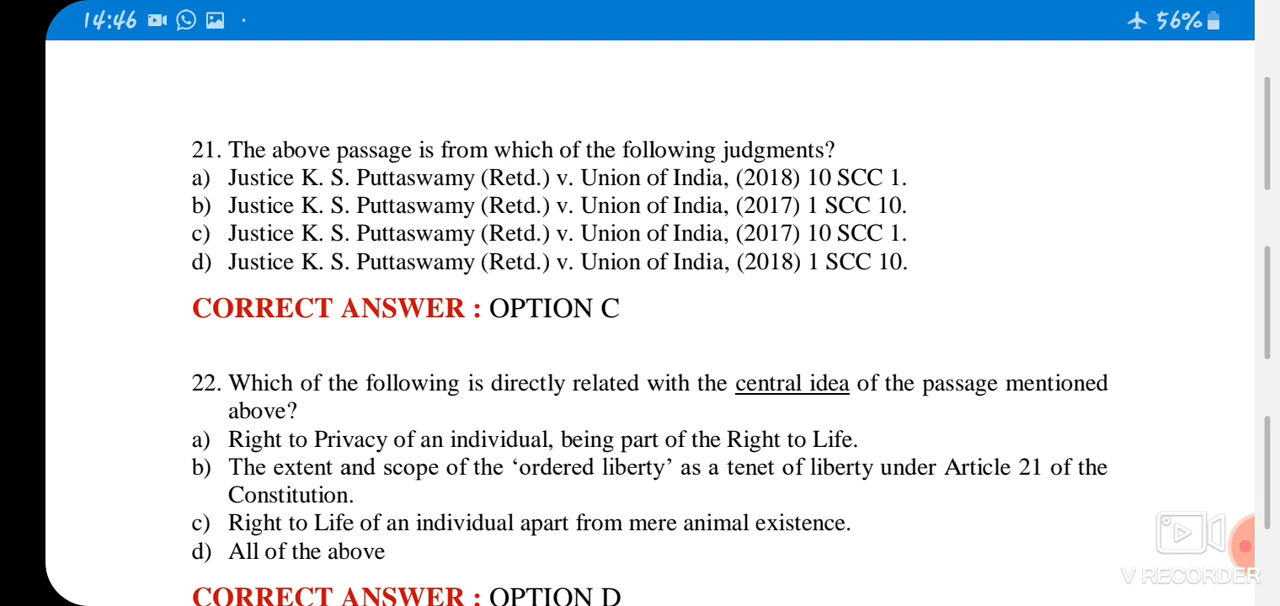 14:46
56%
21. The above passage is from which of the following judgments?
a) Justice K. S. Puttaswamy (Retd.) v. Union of India, (2018) 10 SCC 1.
b) Justice K. S. Puttaswamy (Retd.) v. Union of India, (2017) 1 SCC 10.
c) Justice K. S. Puttaswamy (Retd.) v. Union of India, (2017) 10 SCC 1.
d) Justice K. S. Puttaswamy (Retd.) v. Union of India, (2018) 1 SCC 10.
CORRECT ANSWER : OPTION C
22. Which of the following is directly related with the central idea of the passage mentioned
above?
a) Right to Privacy of an individual, being part of the Right to Life.
b) The extent and scope of the ‘ordered liberty’ as a tenet of liberty under Article 21 of the
Constitution.
c) Right to Life of an individual apart from mere animal existence.
d) All of the above
V RECORDER
CORRECT ANSWER : OPTION D